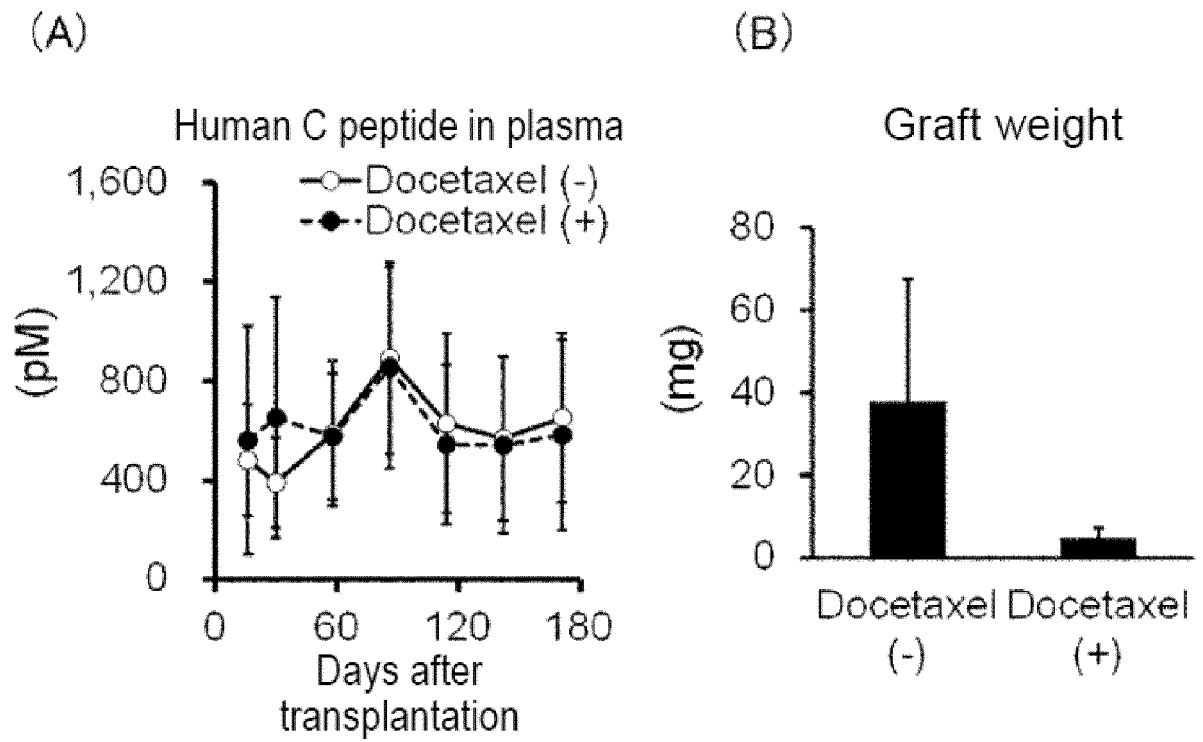 (A)
Human C peptide in plasma
Docetaxel (-)
Docetaxel (+)
1,600
1,200
800
400
0
(pM)
0 60 120 180
Days after
transplantation
(B)
Graft weight
80
60
40
20
0
(mg)
Docetaxel Docetaxel
(-) (+)